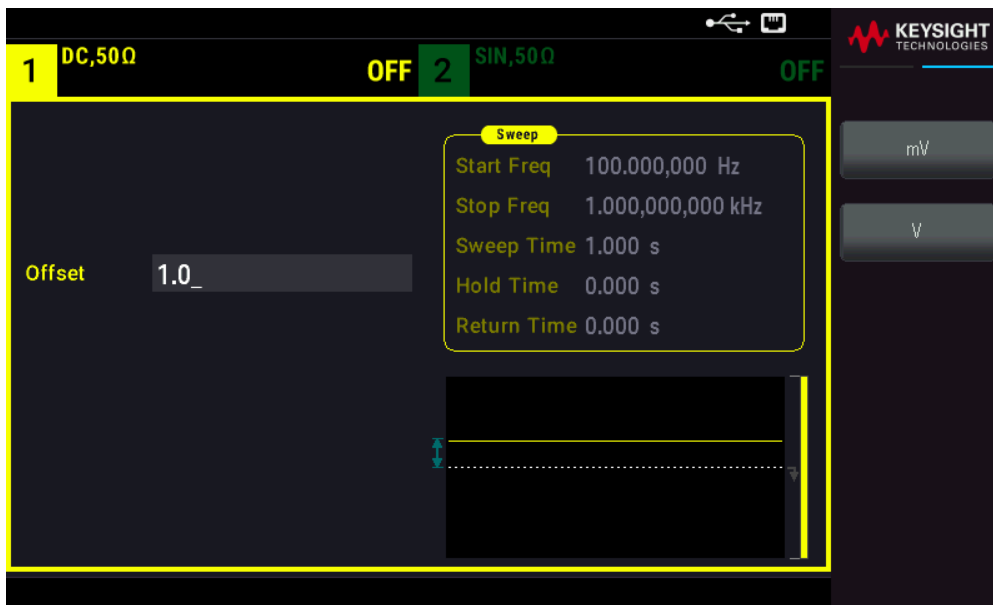 KEYSIGHT
TECHNOLOGIES
1 DC,50Ω OFF 2 SIN,50Ω OFF
Sweep
Start Freq 100.000,000 Hz
Stop Freq 1.000,000,000 kHz
Sweep Time 1.000 s
Hold Time 0.000 s
Return Time 0.000 s
Offset 1.0_
mV
V